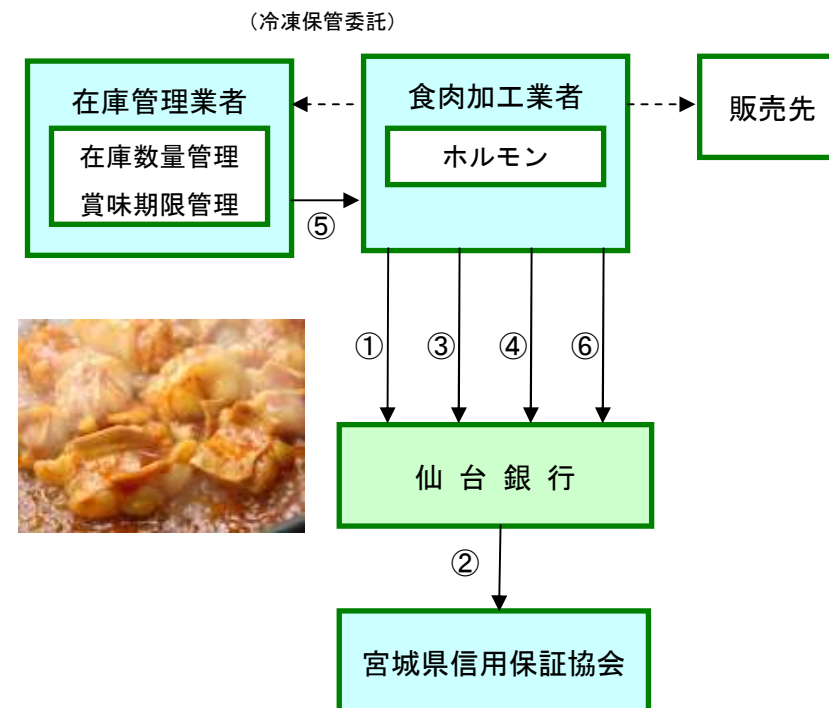 （冷凍保管委託）
在庫管理業者
在庫数量管理
賞味期限管理
食肉加工業者
ホルモン
販売先
⑤
①
③
④
⑥
仙台銀行
②
宮城県信用保証協会